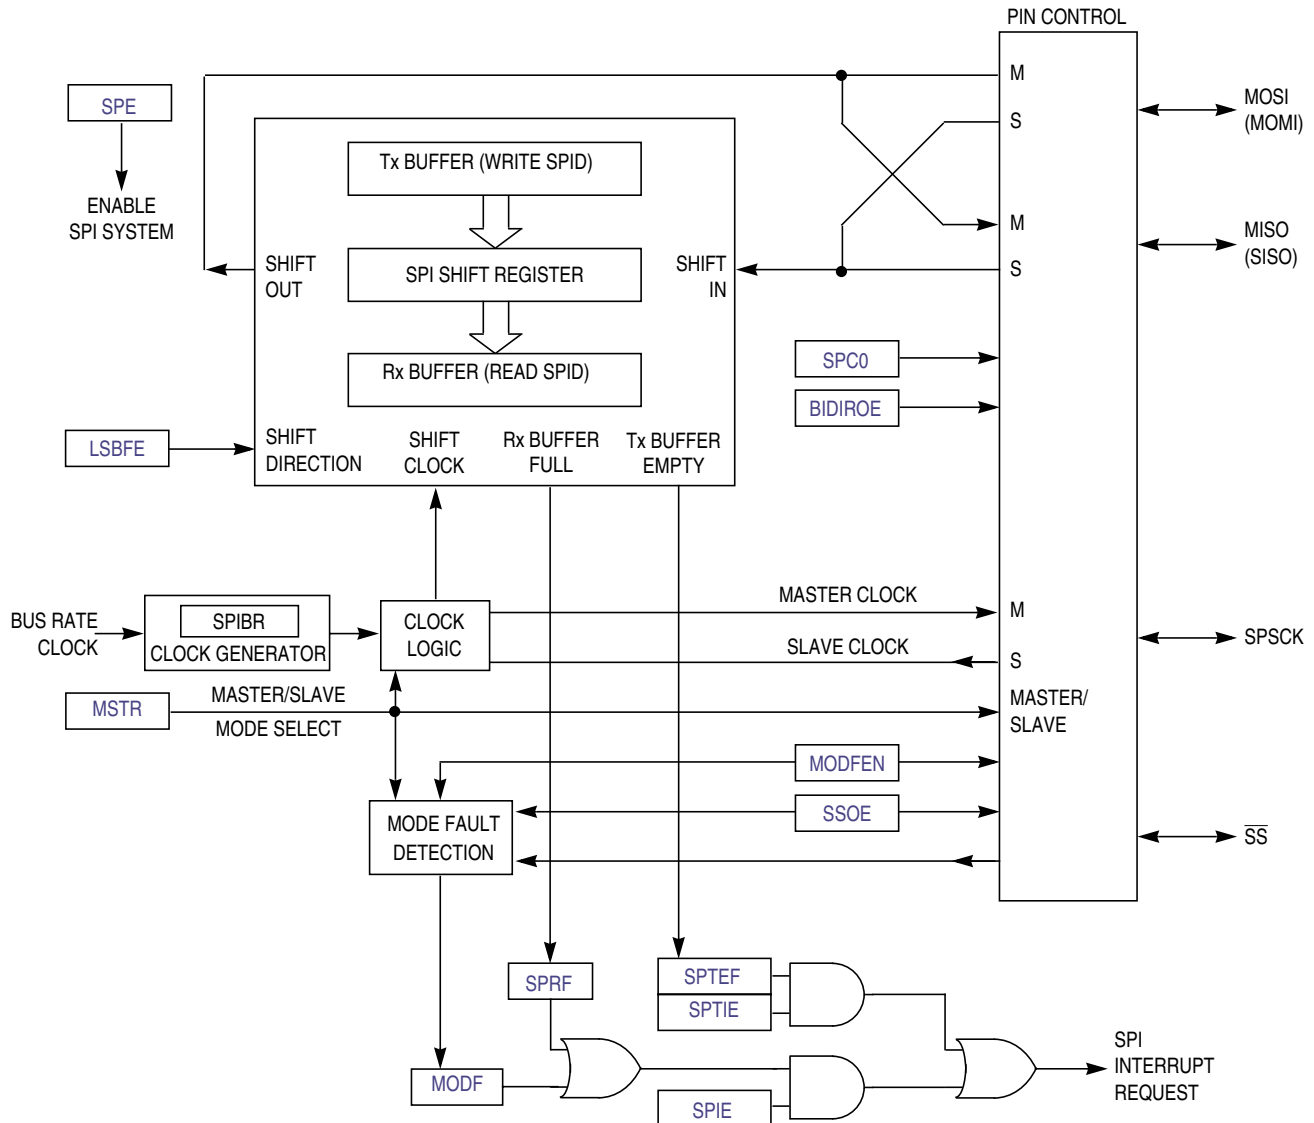 PIN CONTROL
M
MOSI
(MOMI)
SPE
S
Tx BUFFER (WRITE SPID)
ENABLE
SPI SYSTEM
M
MISO
(SISO)
SHIFT
OUT
SPI SHIFT REGISTER
SHIFT
IN
S
SPC0
Rx BUFFER (READ SPID)
BIDIROE
LSBFE
SHIFT
DIRECTION
SHIFT
CLOCK
Rx BUFFER
FULL
Tx BUFFER
EMPTY
MASTER CLOCK
M
BUS RATE
CLOCK
SPIBR
CLOCK GENERATOR
CLOCK
LOGIC
SPSCK
SLAVE CLOCK
S
MSTR
MASTER/SLAVE
MODE SELECT
MASTER/
SLAVE
MODFEN
SSOE
MODE FAULT
DETECTION
SS
SPRF
SPTEF
SPTIE
SPI
INTERRUPT
REQUEST
MODF
SPIE